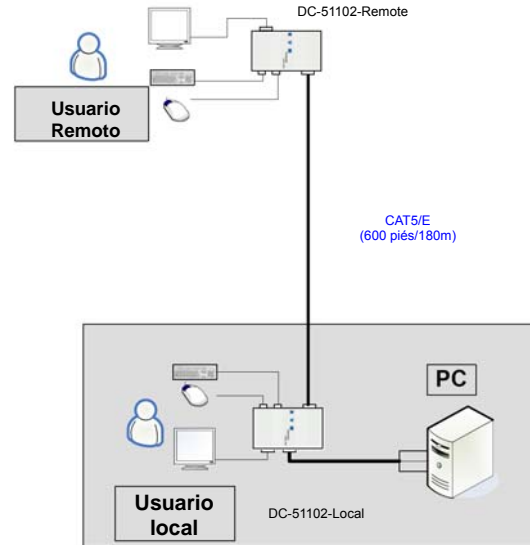 DC-51102-Remote
Usuario
Remoto
CAT5/E
(600 piés/180m)
PC
Usuario
local
DC-51102-Local